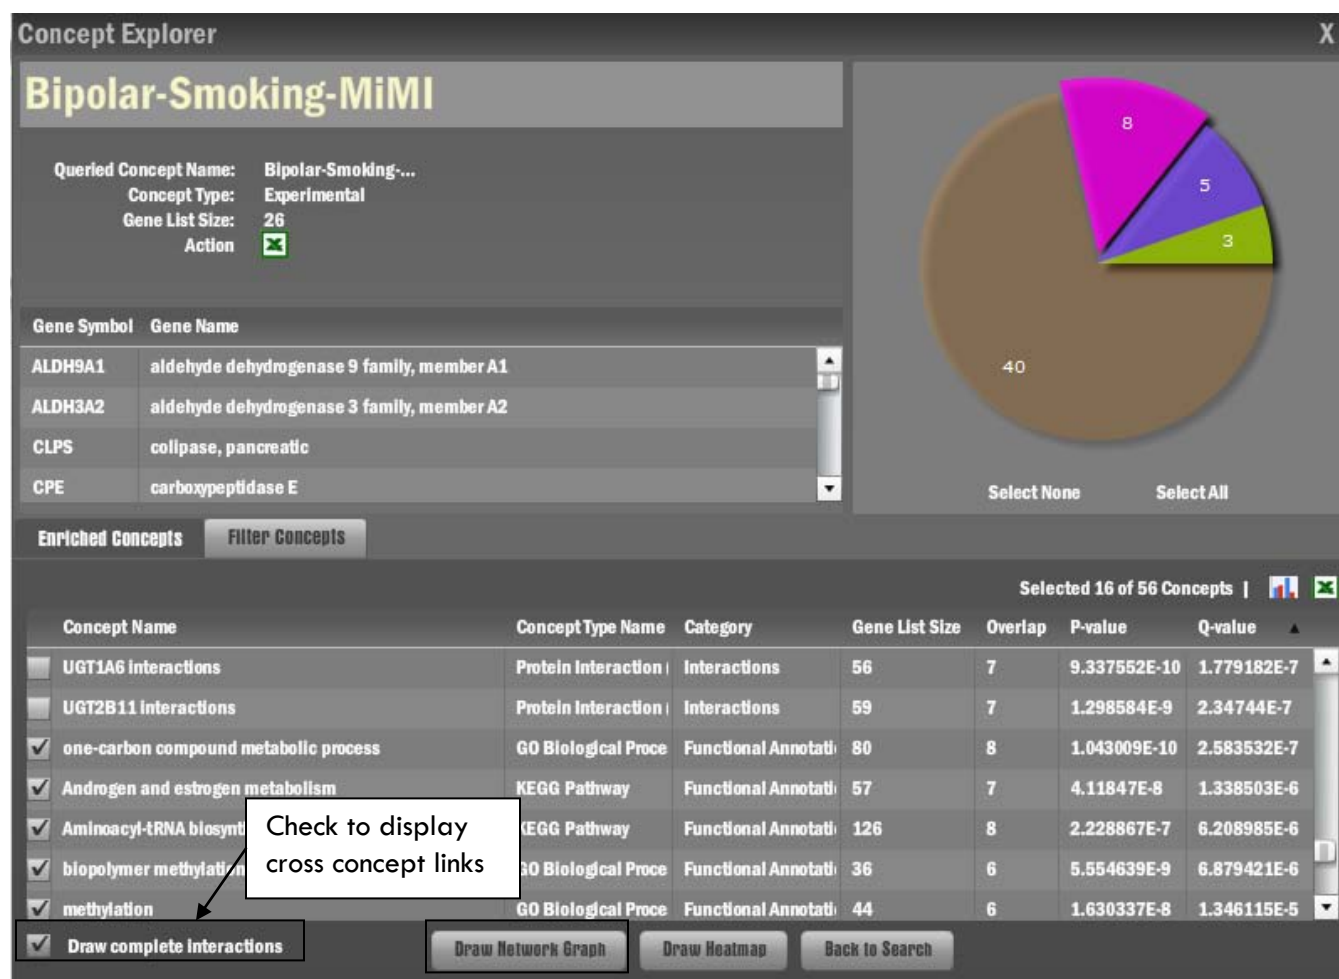 Concept Explorer X
Bipolar-Smoking-MiMI
Queried Concept Name: Bipolar-Smoking-...
Concept Type: Experimental
Gene List Size: 26
Action
8
5
3
40
Select None Select All
Gene Symbol Gene Name
ALDH9A1 aldehyde dehydrogenase 9 family, member A1
ALDH3A2 aldehyde dehydrogenase 3 family, member A2
CLPS colipase, pancreatic
CPE carboxypeptidase E
Enriched Concepts Filter Concepts
Selected 16 of 56 Concepts |
Concept Name Concept Type Name Category Gene List Size Overlap P-value Q-value
UGT1A6 interactions Protein Interaction ( Interactions 56 7 9.337552E-10 1.779182E-7
UGT2B11 interactions Protein Interaction ( Interactions 59 7 1.298584E-9 2.34744E-7
one-carbon compound metabolic process GO Biological Proce Functional Annotati 80 8 1.043009E-10 2.583532E-7
Androgen and estrogen metabolism KEGG Pathway Functional Annotati 57 7 4.11847E-8 1.338503E-6
Aminoacyl-tRNA biosynt KEGG Pathway Functional Annotati 126 8 2.228867E-7 6.208985E-6
biopolymer methylation GO Biological Proce Functional Annotati 36 6 5.554639E-9 6.879421E-6
methylation GO Biological Proce Functional Annotati 44 6 1.630337E-8 1.346115E-5
Check to display
cross concept links
Draw complete interactions Draw Network Graph Draw Heatmap Back to Search